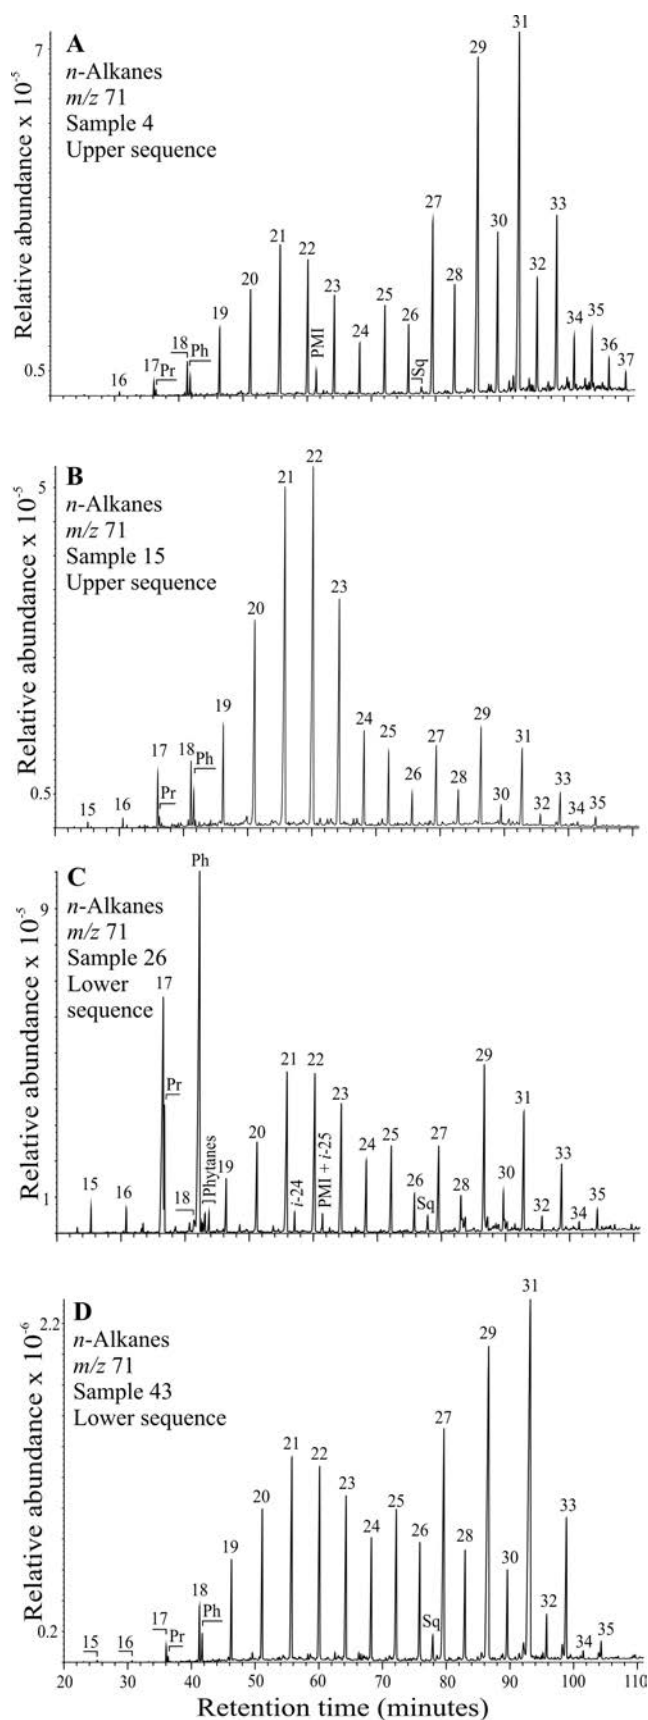 A
n-Alkanes
m/z 71
Sample 4
Upper sequence
Relative abundance x 10⁻⁵
7
0.5
16
17
Pr
18
Ph
19
20
21
22
PMI
23
24
25
26
Sq
27
28
29
30
31
32
33
34
35
36
37
B
n-Alkanes
m/z 71
Sample 15
Upper sequence
Relative abundance x 10⁻⁵
5
0.5
15
16
17
Pr
18
Ph
19
20
21
22
23
24
25
26
27
28
29
30
31
32
33
34
35
C
n-Alkanes
m/z 71
Sample 26
Lower
sequence
Relative abundance x 10⁻⁵
9
1
15
16
17
Pr
18
Ph
Phytanes
19
20
21
i-24
22
PMI + i-25
23
24
25
26
Sq
27
28
29
30
31
32
33
34
35
D
n-Alkanes
m/z 71
Sample 43
Lower sequence
Relative abundance x 10⁻⁶
2.2
0.2
15
16
17
Pr
18
Ph
19
20
21
22
23
24
25
26
Sq
27
28
29
30
31
32
33
34
35
20 30 40 50 60 70 80 90 100 110
Retention time (minutes)